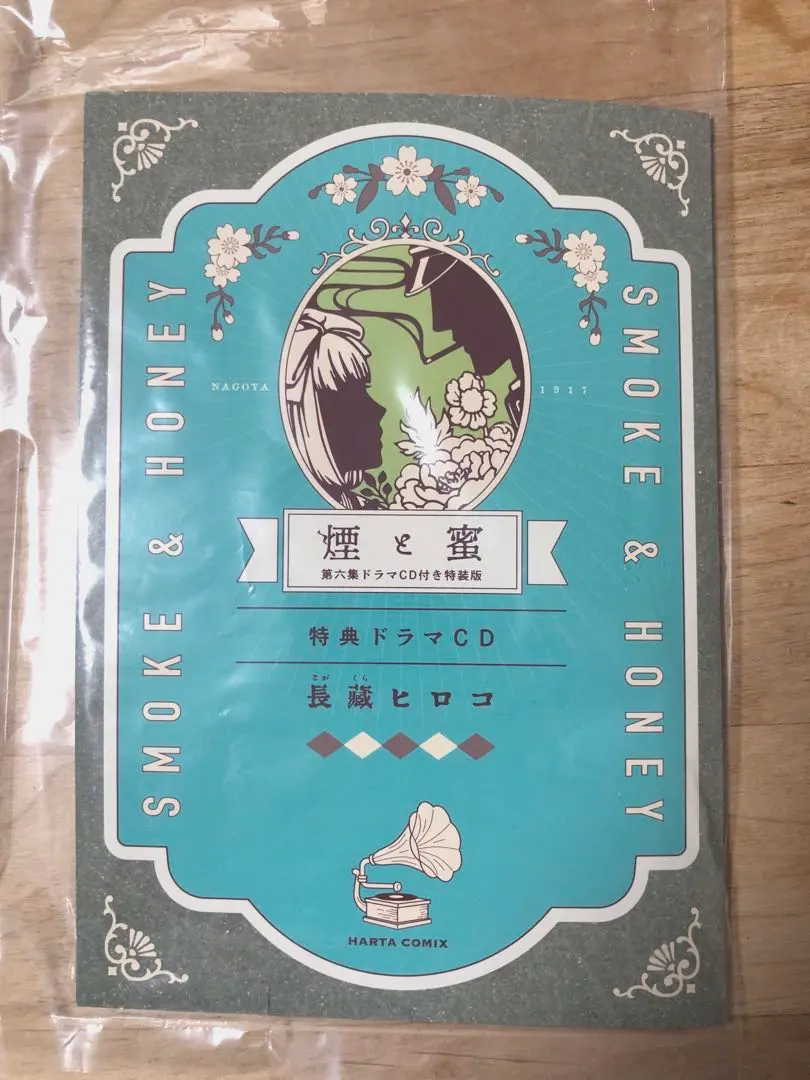 SMOKE & HONEY
NAGOYA
1917
SMOKE & HONEY
煙と蜜
第六集ドラマCD付き特装版
特典ドラマCD
ながくら
長蔵ヒロコ
HARTA COMIX